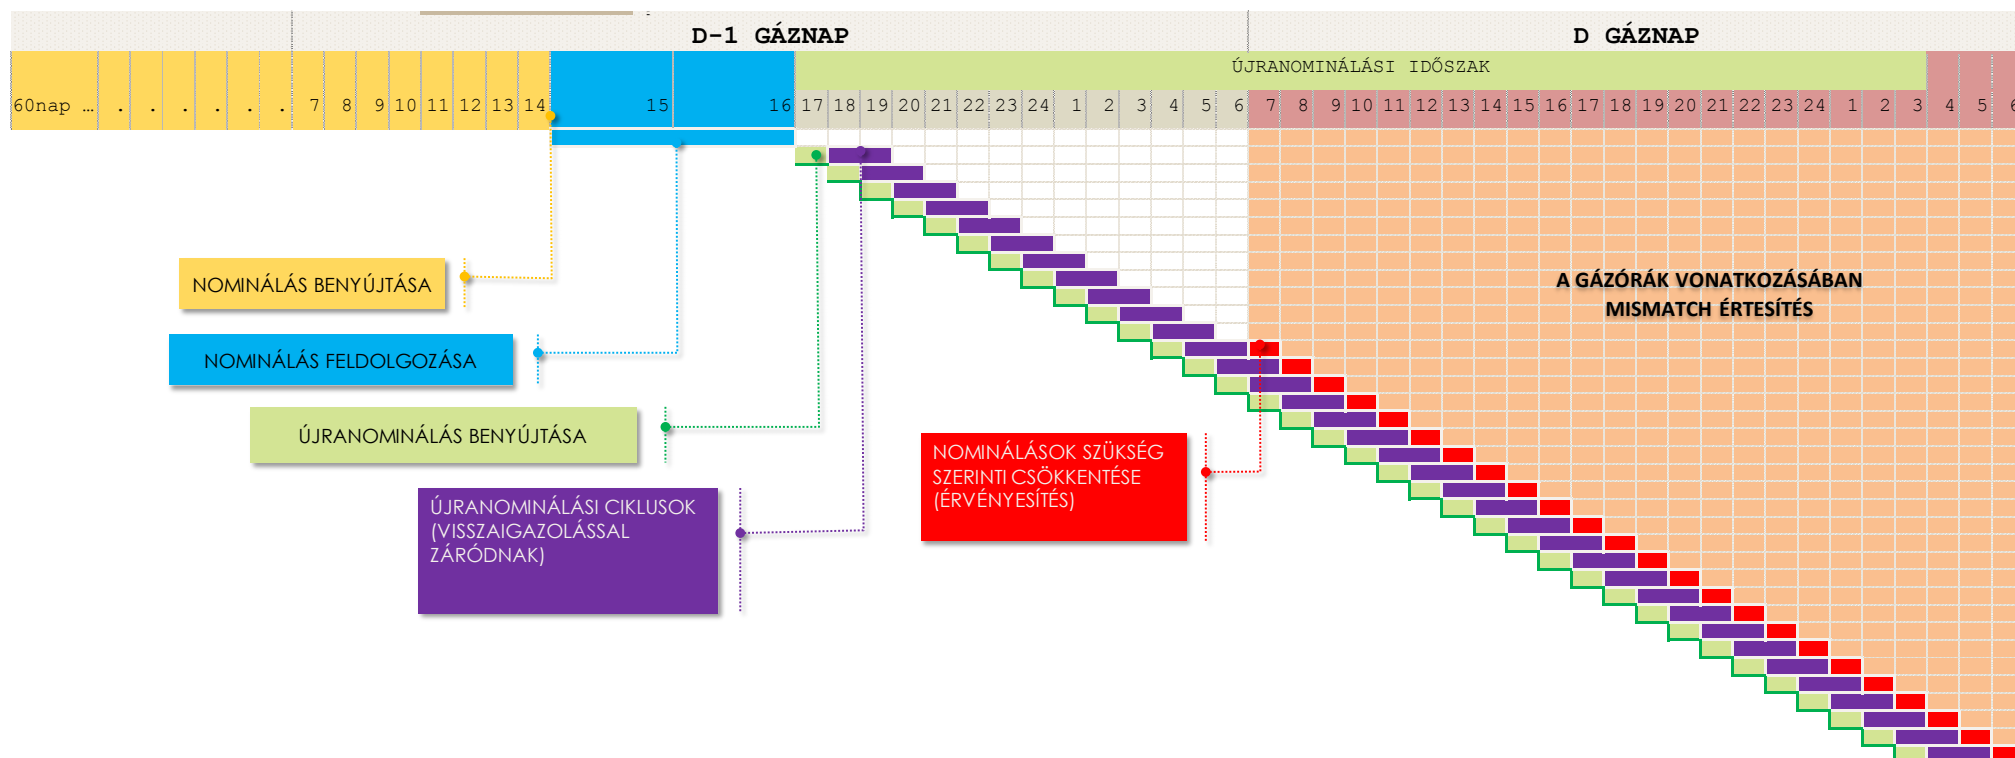 D-1 GÁZNAP
D GÁZNAP
ÚJRANOMINÁLÁSI IDŐSZAK
60nap … . . . . . . 7 8 9 10 11 12 13 14 15 16 17 18 19 20 21 22 23 24 1 2 3 4 5 6 7 8 9 10 11 12 13 14 15 16 17 18 19 20 21 22 23 24 1 2 3 4 5 6
NOMINÁLÁS BENYÚJTÁSA
A GÁZÓRÁK VONATKOZÁSÁBAN
MISMATCH ÉRTESÍTÉS
NOMINÁLÁS FELDOLGOZÁSA
ÚJRANOMINÁLÁS BENYÚJTÁSA
NOMINÁLÁSOK SZÜKSÉG
SZERINTI CSÖKKENTÉSE
(ÉRVÉNYESÍTÉS)
ÚJRANOMINÁLÁSI CIKLUSOK
(VISSZAIGAZOLÁSSAL
ZÁRÓDNAK)